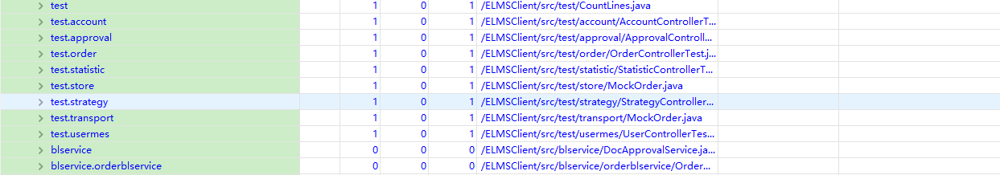 test 1 0 1 /ELMSClient/src/test/CountLines.java
test.account 1 0 1 /ELMSClient/src/test/account/AccountControllerT...
test.approval 1 0 1 /ELMSClient/src/test/approval/ApprovalControll...
test.order 1 0 1 /ELMSClient/src/test/order/OrderControllerTest.j...
test.statistic 1 0 1 /ELMSClient/src/test/statistic/StatisticControllerT...
test.store 1 0 1 /ELMSClient/src/test/store/MockOrder.java
test.strategy 1 0 1 /ELMSClient/src/test/strategy/StrategyController...
test.transport 1 0 1 /ELMSClient/src/test/transport/MockOrder.java
test.usermes 1 0 1 /ELMSClient/src/test/usermes/UserControllerTes...
blservice 0 0 0 /ELMSClient/src/blservice/DocApprovalService.ja...
blservice.orderblservice 0 0 0 /ELMSClient/src/blservice/orderblservice/Order...